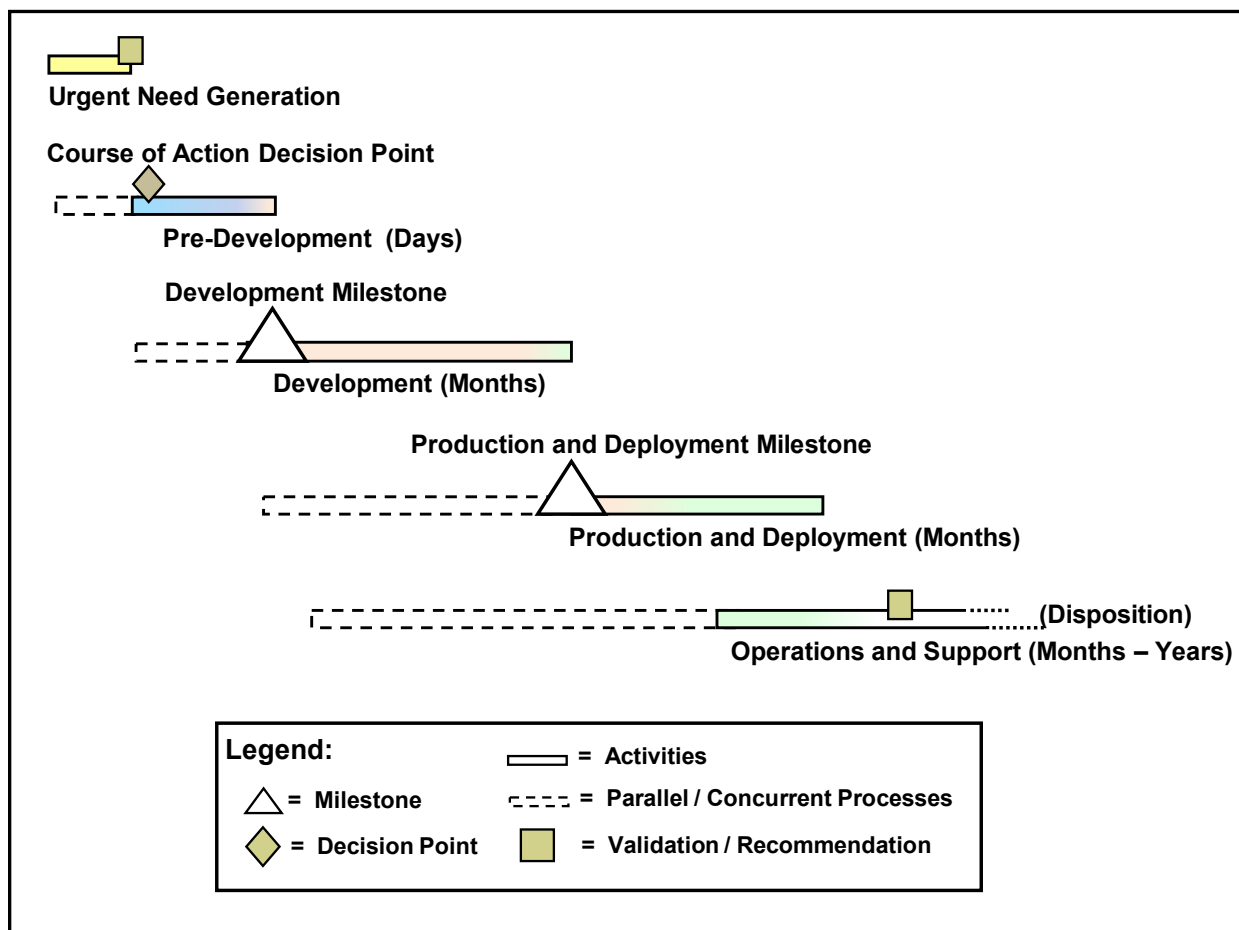 Urgent Need Generation
Course of Action Decision Point
Pre-Development (Days)
Development Milestone
Development (Months)
Production and Deployment Milestone
Production and Deployment (Months)
(Disposition)
Operations and Support (Months – Years)
Legend:
= Activities
= Milestone
= Parallel / Concurrent Processes
= Decision Point
= Validation / Recommendation